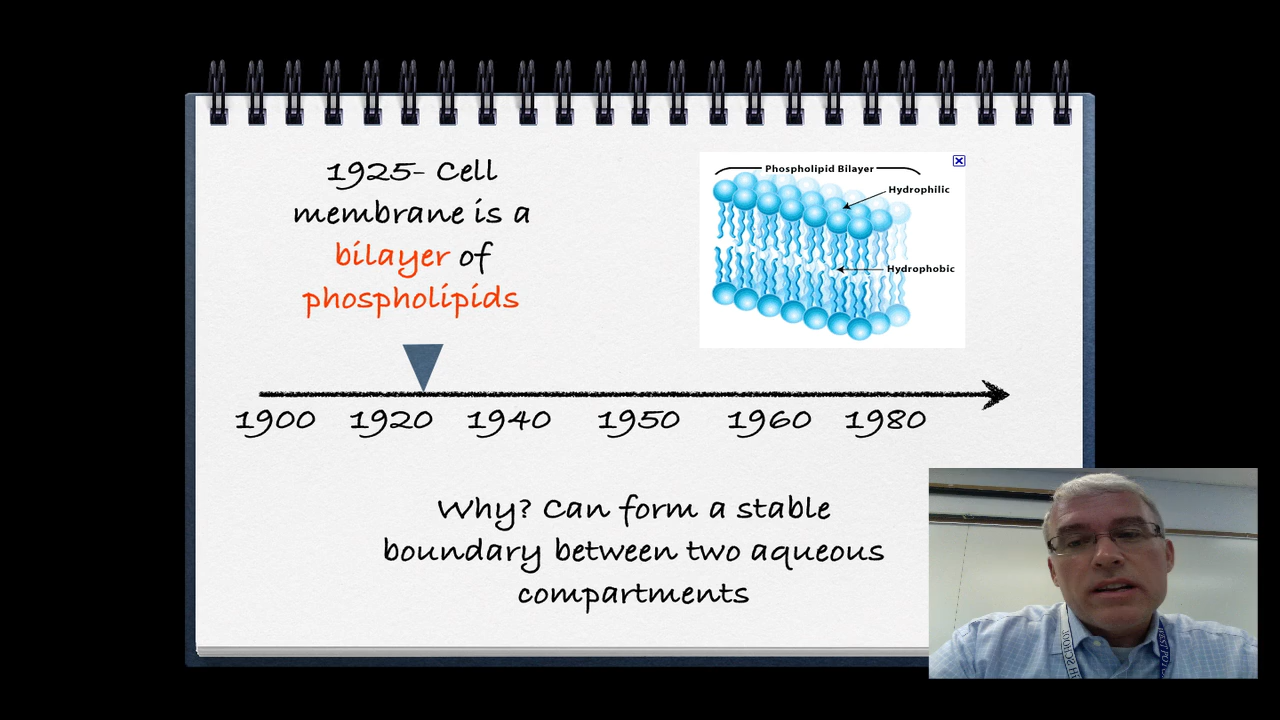 1925- Cell
membrane is a
bilayer of
phospholipids
Phospholipid Bilayer
Hydrophilic
Hydrophobic
1900 1920 1940 1950 1960 1980
Why? Can form a stable
boundary between two aqueous
compartments
SCHOOL